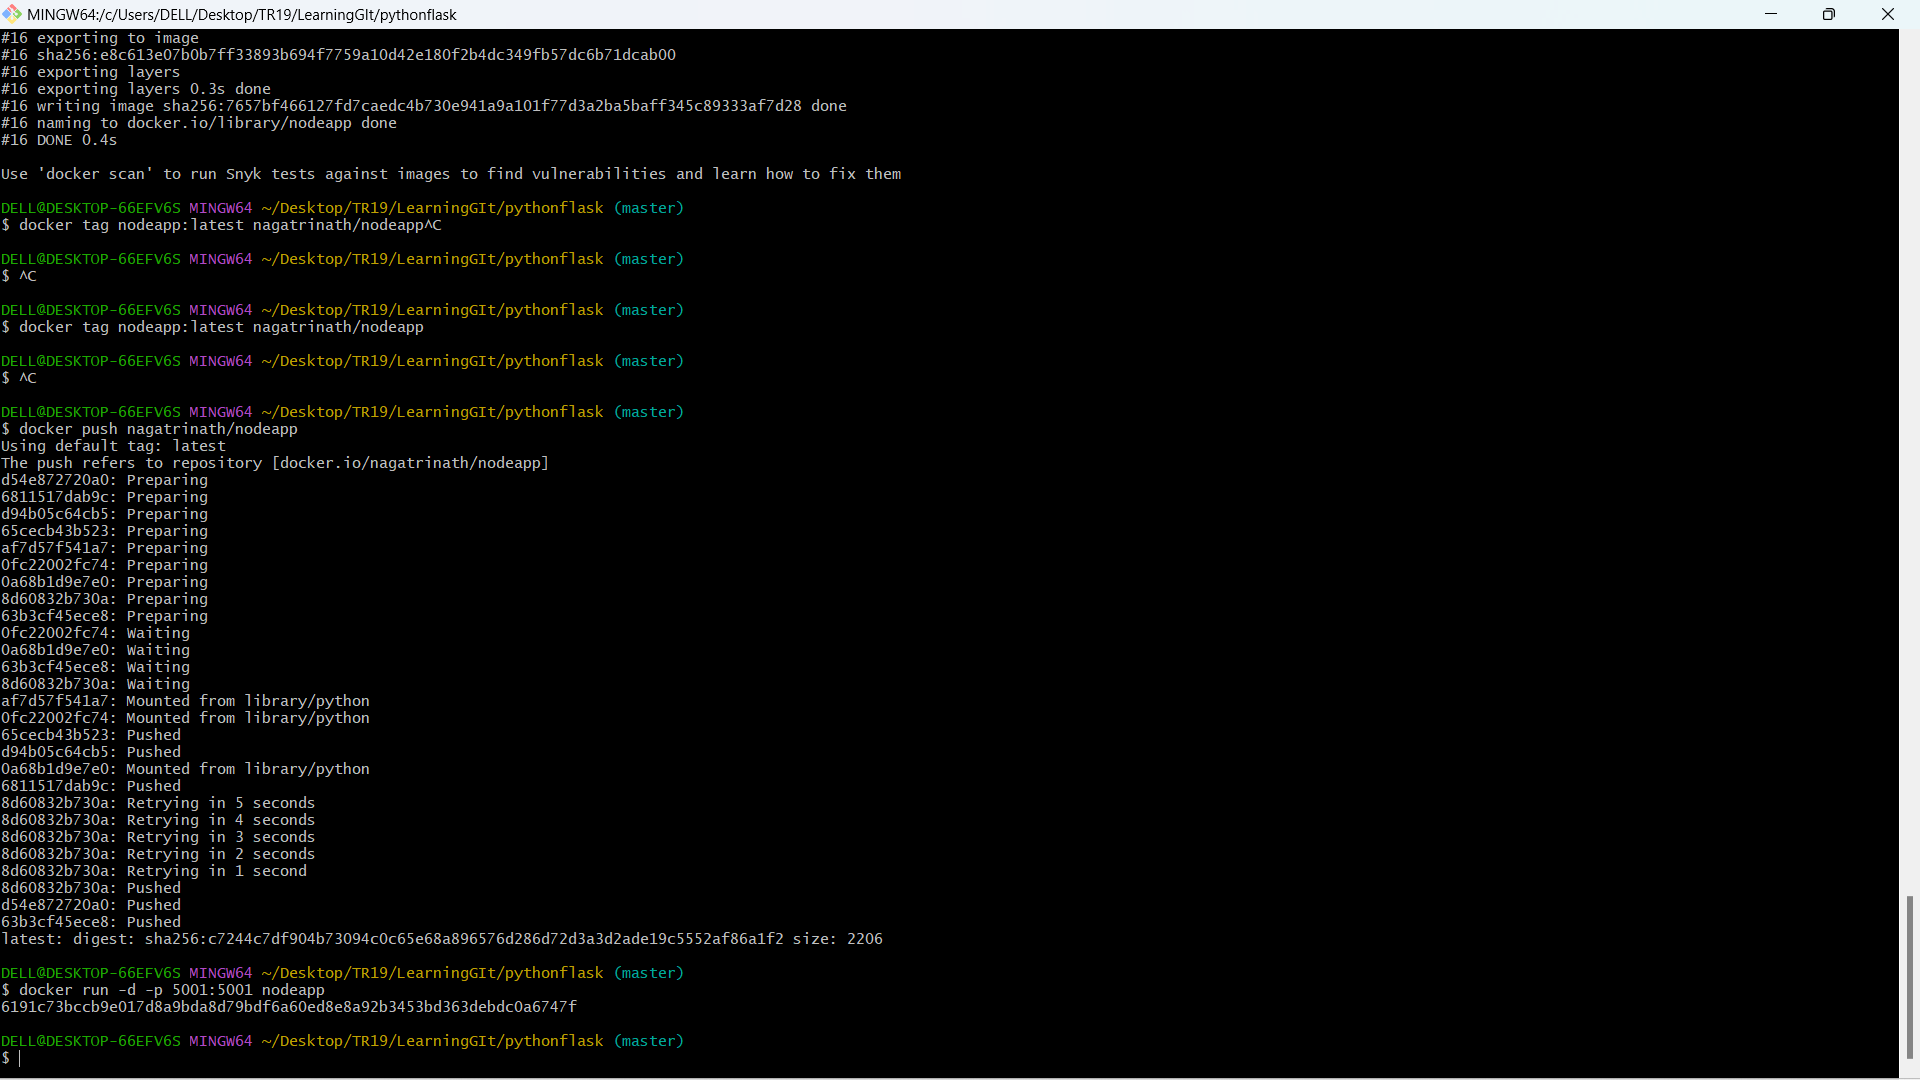 MINGW64:/c/Users/DELL/Desktop/TR19/LearningGIt/pythonflask
#16 exporting to image
#16 sha256:e8c613e07b0b7ff33893b694f7759a10d42e180f2b4dc349fb57dc6b71dcab00
#16 exporting layers
#16 exporting layers 0.3s done
#16 writing image sha256:7657bf466127fd7caedc4b730e941a9a101f77d3a2ba5baff345c89333af7d28 done
#16 naming to docker.io/library/nodeapp done
#16 DONE 0.4s
Use 'docker scan' to run Snyk tests against images to find vulnerabilities and learn how to fix them
DELL@DESKTOP-66EFV6S MINGW64 ~/Desktop/TR19/LearningGIt/pythonflask (master)
$ docker tag nodeapp:latest nagatrinath/nodeapp^C
DELL@DESKTOP-66EFV6S MINGW64 ~/Desktop/TR19/LearningGIt/pythonflask (master)
$ ^C
DELL@DESKTOP-66EFV6S MINGW64 ~/Desktop/TR19/LearningGIt/pythonflask (master)
$ docker tag nodeapp:latest nagatrinath/nodeapp
DELL@DESKTOP-66EFV6S MINGW64 ~/Desktop/TR19/LearningGIt/pythonflask (master)
$ ^C
DELL@DESKTOP-66EFV6S MINGW64 ~/Desktop/TR19/LearningGIt/pythonflask (master)
$ docker push nagatrinath/nodeapp
Using default tag: latest
The push refers to repository [docker.io/nagatrinath/nodeapp]
d54e872720a0: Preparing
6811517dab9c: Preparing
d94b05c64cb5: Preparing
65cecb43b523: Preparing
af7d57f541a7: Preparing
0fc22002fc74: Preparing
0a68b1d9e7e0: Preparing
8d60832b730a: Preparing
63b3cf45ece8: Preparing
0fc22002fc74: Waiting
0a68b1d9e7e0: Waiting
63b3cf45ece8: Waiting
8d60832b730a: Waiting
af7d57f541a7: Mounted from library/python
0fc22002fc74: Mounted from library/python
65cecb43b523: Pushed
d94b05c64cb5: Pushed
0a68b1d9e7e0: Mounted from library/python
6811517dab9c: Pushed
8d60832b730a: Retrying in 5 seconds
8d60832b730a: Retrying in 4 seconds
8d60832b730a: Retrying in 3 seconds
8d60832b730a: Retrying in 2 seconds
8d60832b730a: Retrying in 1 second
8d60832b730a: Pushed
d54e872720a0: Pushed
63b3cf45ece8: Pushed
latest: digest: sha256:c7244c7df904b73094c0c65e68a896576d286d72d3a3d2ade19c5552af86a1f2 size: 2206
DELL@DESKTOP-66EFV6S MINGW64 ~/Desktop/TR19/LearningGIt/pythonflask (master)
$ docker run -d -p 5001:5001 nodeapp
6191c73bccb9e017d8a9bda8d79bdf6a60ed8e8a92b3453bd363debdc0a6747f
DELL@DESKTOP-66EFV6S MINGW64 ~/Desktop/TR19/LearningGIt/pythonflask (master)
$